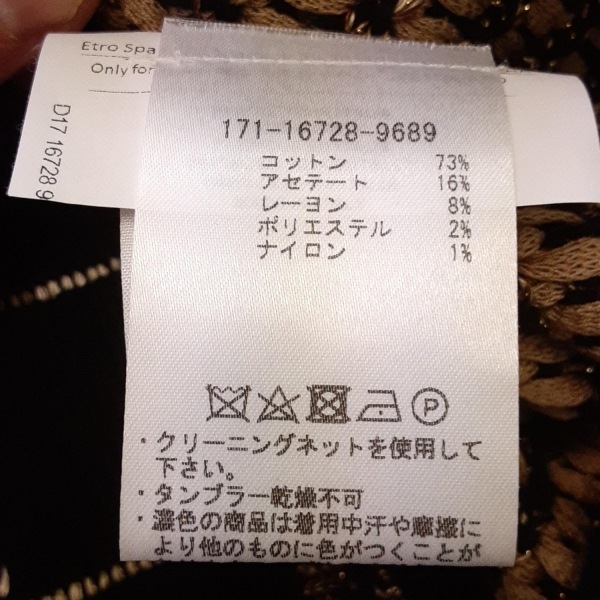 Etro Spa
Only for
D17 16728 9
171-16728-9689
コットン 73%
アセテート 16%
レーヨン 8%
ポリエステル 2%
ナイロン 1%
P
・クリーニングネットを使用して
下さい。
・タンブラー乾燥不可
・濃色の商品は着用中汗や摩擦に
より他のものに色がつくことが